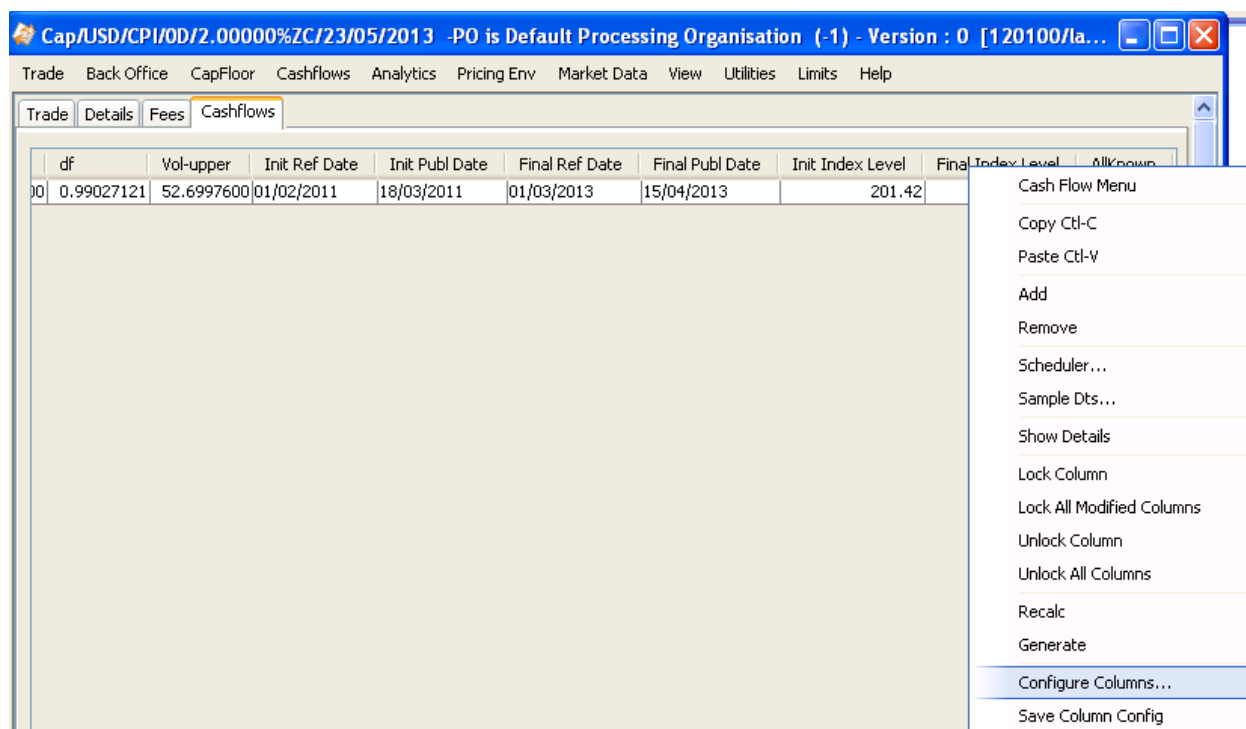 Cap/USD/CPI/0D/2.00000%ZC/23/05/2013 -PO is Default Processing Organisation (-1) - Version : 0 [120100/la...
Trade Back Office CapFloor Cashflows Analytics Pricing Env Market Data View Utilities Limits Help
Trade Details Fees Cashflows
df Vol-upper Init Ref Date Init Publ Date Final Ref Date Final Publ Date Init Index Level Final Index Level AllKnown
00 0.99027121 52.6997600 01/02/2011 18/03/2011 01/03/2013 15/04/2013 201.42
Cash Flow Menu
Copy Ctl-C
Paste Ctl-V
Add
Remove
Scheduler...
Sample Dts...
Show Details
Lock Column
Lock All Modified Columns
Unlock Column
Unlock All Columns
Recalc
Generate
Configure Columns...
Save Column Config